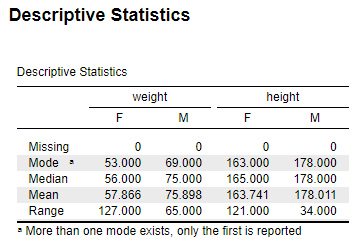 Descriptive Statistics
Descriptive Statistics
weight height
F M F M
Missing 0 0 0 0
Mode ª 53.000 69.000 163.000 178.000
Median 56.000 75.000 165.000 178.000
Mean 57.866 75.898 163.741 178.011
Range 127.000 65.000 121.000 34.000
ª More than one mode exists, only the first is reported